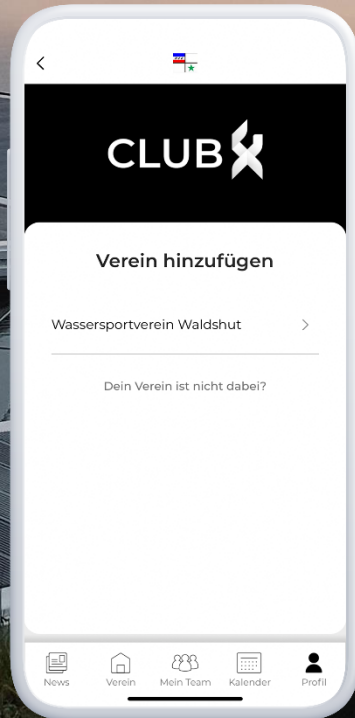 CLUB
Verein hinzufügen
Wassersportverein Waldshut
Dein Verein ist nicht dabei?
News
Verein
Mein Team
Kalender
Profil